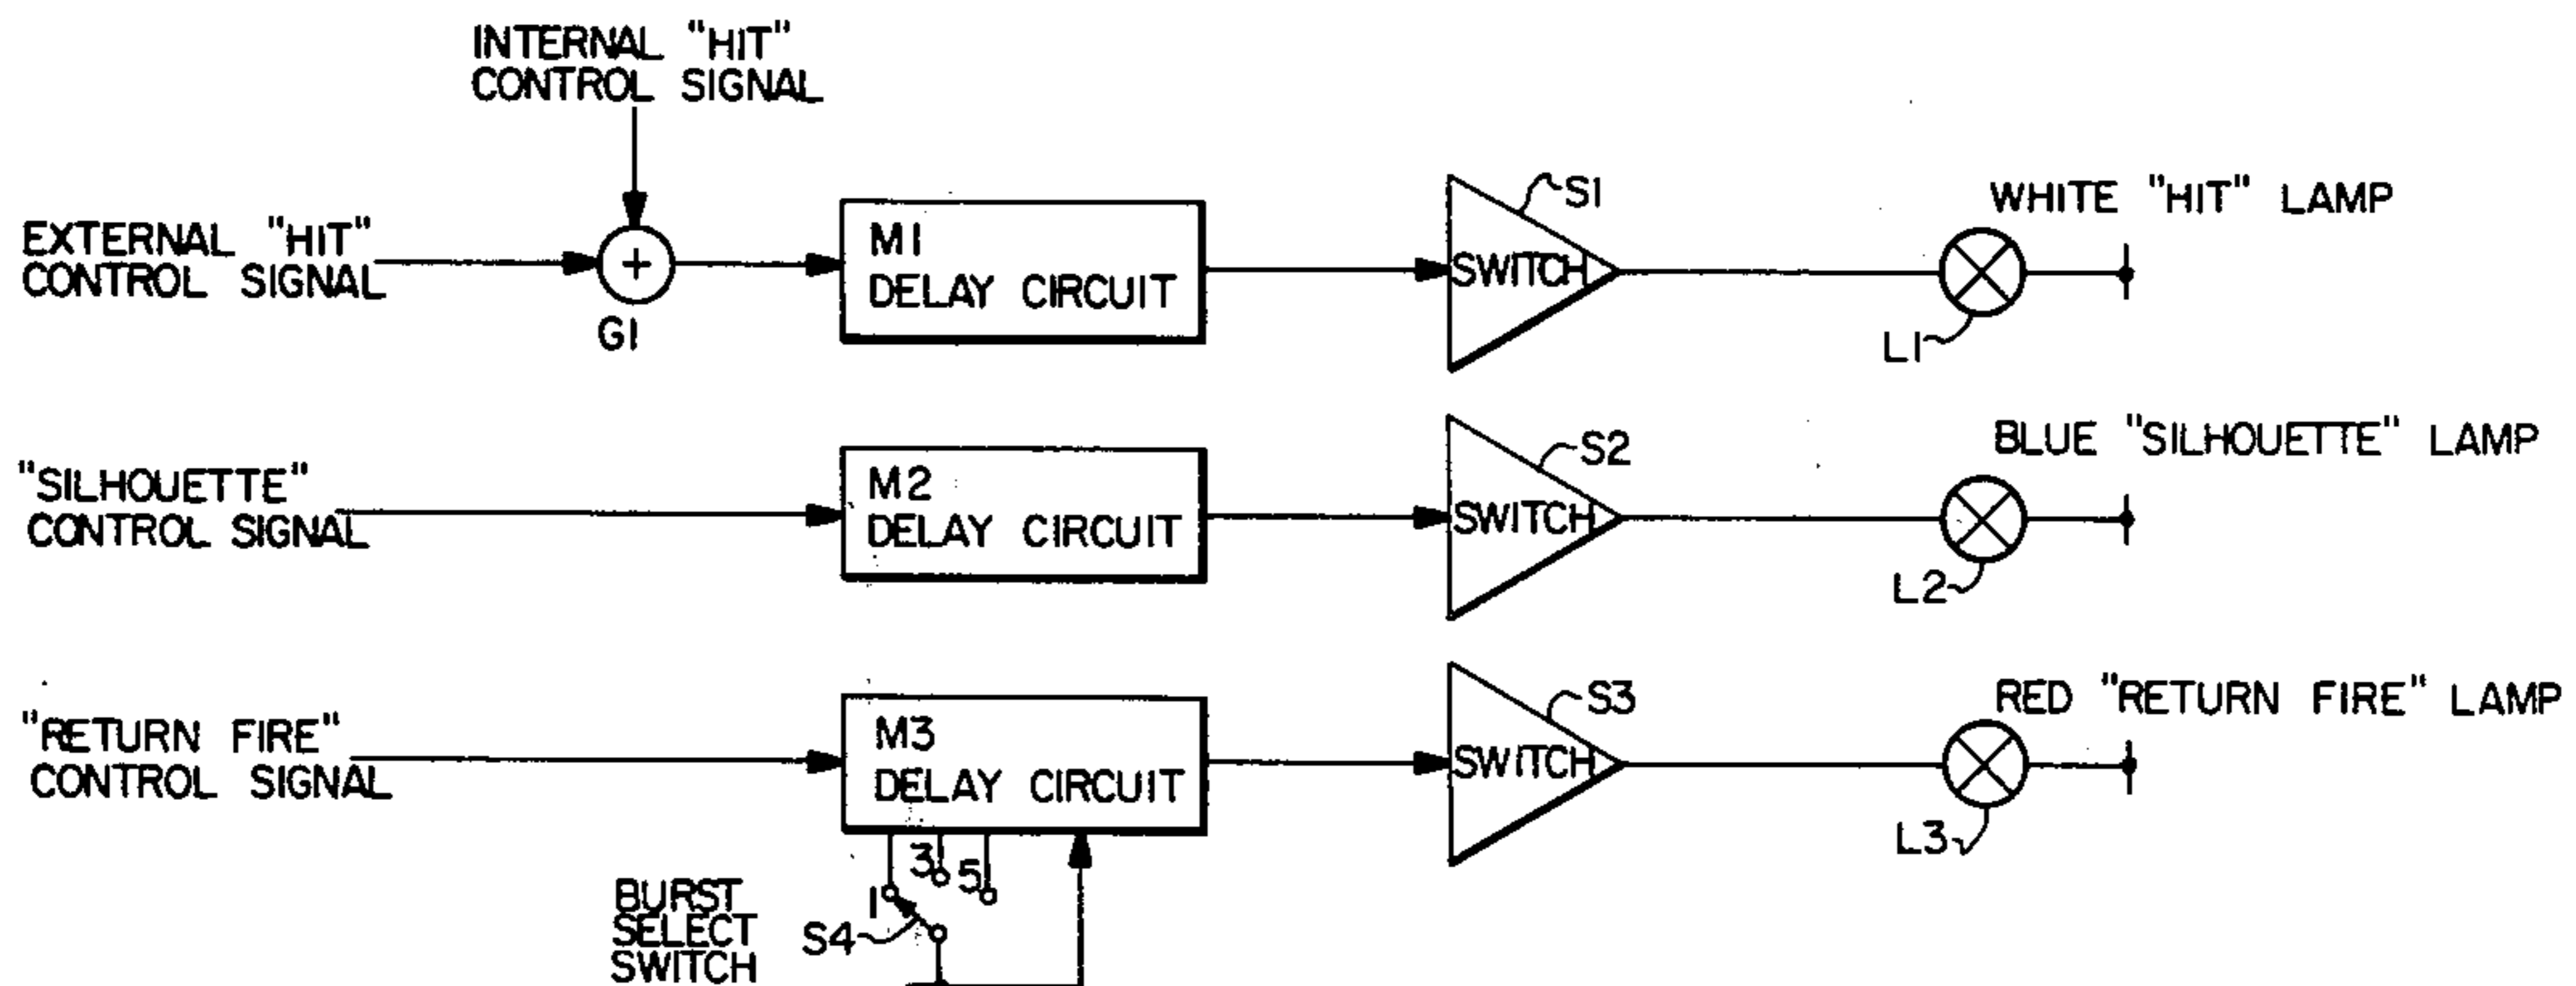 INTERNAL "HIT"
CONTROL SIGNAL
EXTERNAL "HIT"
CONTROL SIGNAL
+
G1
M1
DELAY CIRCUIT
SWITCH
S1
WHITE "HIT" LAMP
L1
"SILHOUETTE"
CONTROL SIGNAL
M2
DELAY CIRCUIT
SWITCH
S2
BLUE "SILHOUETTE" LAMP
L2
"RETURN FIRE"
CONTROL SIGNAL
M3
DELAY CIRCUIT
SWITCH
S3
RED "RETURN FIRE" LAMP
L3
1 3 5
BURST
SELECT
SWITCH
S4